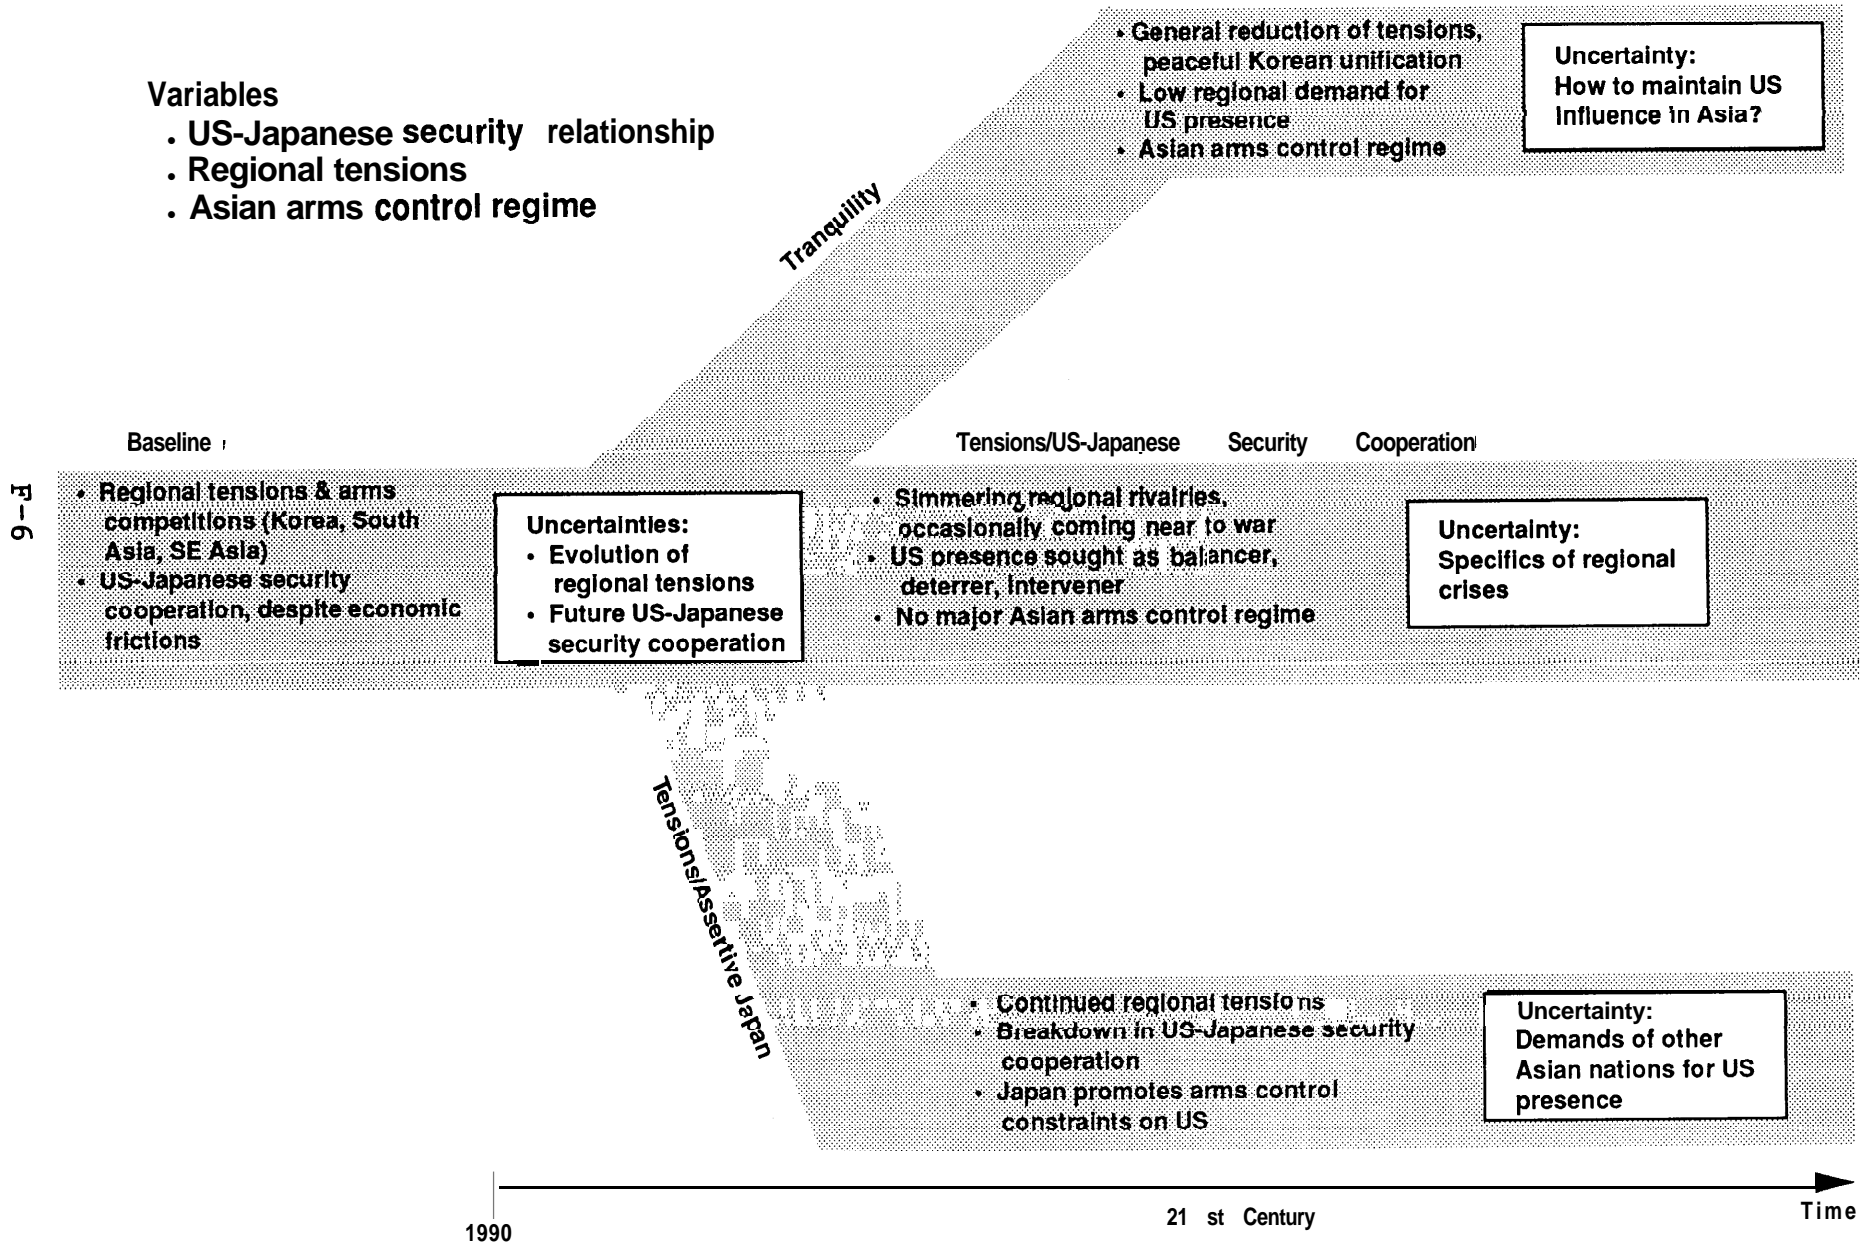 Variables
• US-Japanese security relationship
• Regional tensions
• Asian arms control regime
• General reduction of tensions,
peaceful Korean unification
• Low regional demand for
US presence
• Asian arms control regime
Uncertainty:
How to maintain US
Influence in Asia?
Tranquility
Baseline
• Regional tensions & arms
competitions (Korea, South
Asia, SE Asia)
• US-Japanese security
cooperation, despite economic
frictions
Uncertainties:
• Evolution of
regional tensions
• Future US-Japanese
security cooperation
Tensions/US-Japanese Security Cooperation
• Simmering regional rivalries,
occasionally coming near to war
• US presence sought as balancer,
deterrer, Intervener
• No major Asian arms control regime
Uncertainty:
Specifics of regional
crises
F-6
Tensions/Assertive Japan
• Continued regional tensions
• Breakdown in US-Japanese security
cooperation
• Japan promotes arms control
constraints on US
Uncertainty:
Demands of other
Asian nations for US
presence
1990
21 st Century
Time